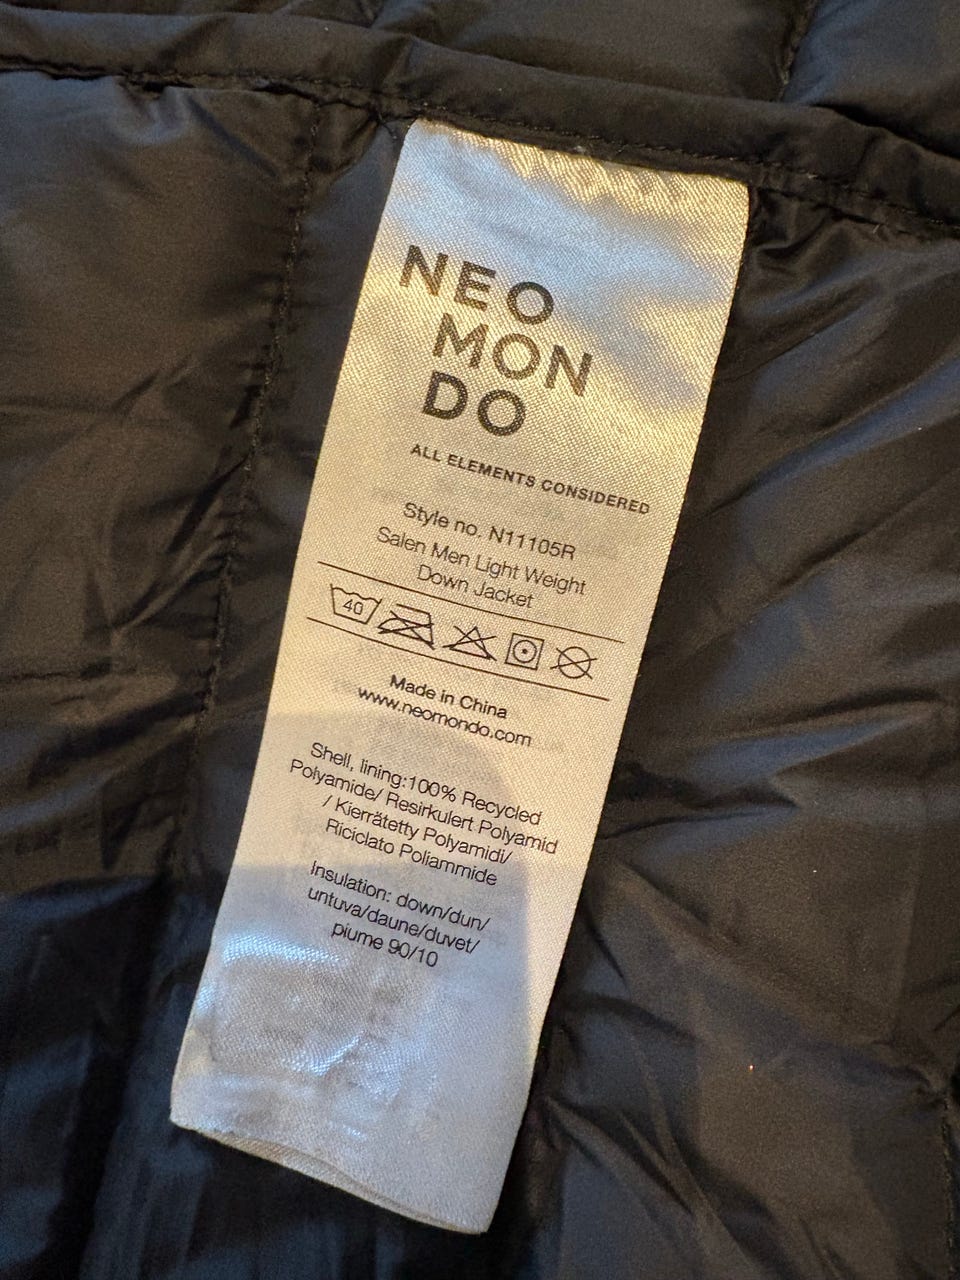 NEO
MON
DO
ALL ELEMENTS CONSIDERED
Style no. N11105R
Salen Men Light Weight
Down Jacket
40
Made in China
www.neomondo.com
Shell, lining:100% Recycled
Polyamide/ Resirkulert Polyamid
/ Kierrätetty Polyamidi/
Riciclato Poliammide
Insulation: down/dun/
untuva/daune/duvet/
piume 90/10